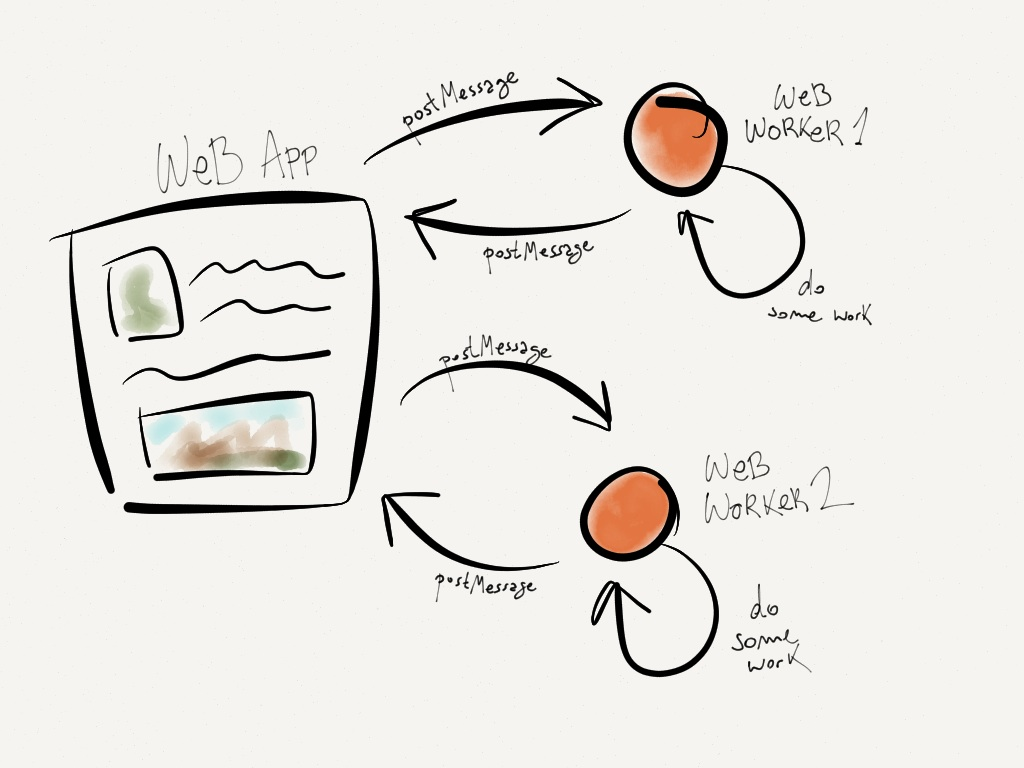 postMessage
WeB
WORKeR 1
WeB App
postMessage
do
some work
postMessage
WeB
WORKeR 2
postMessage
do
some
work